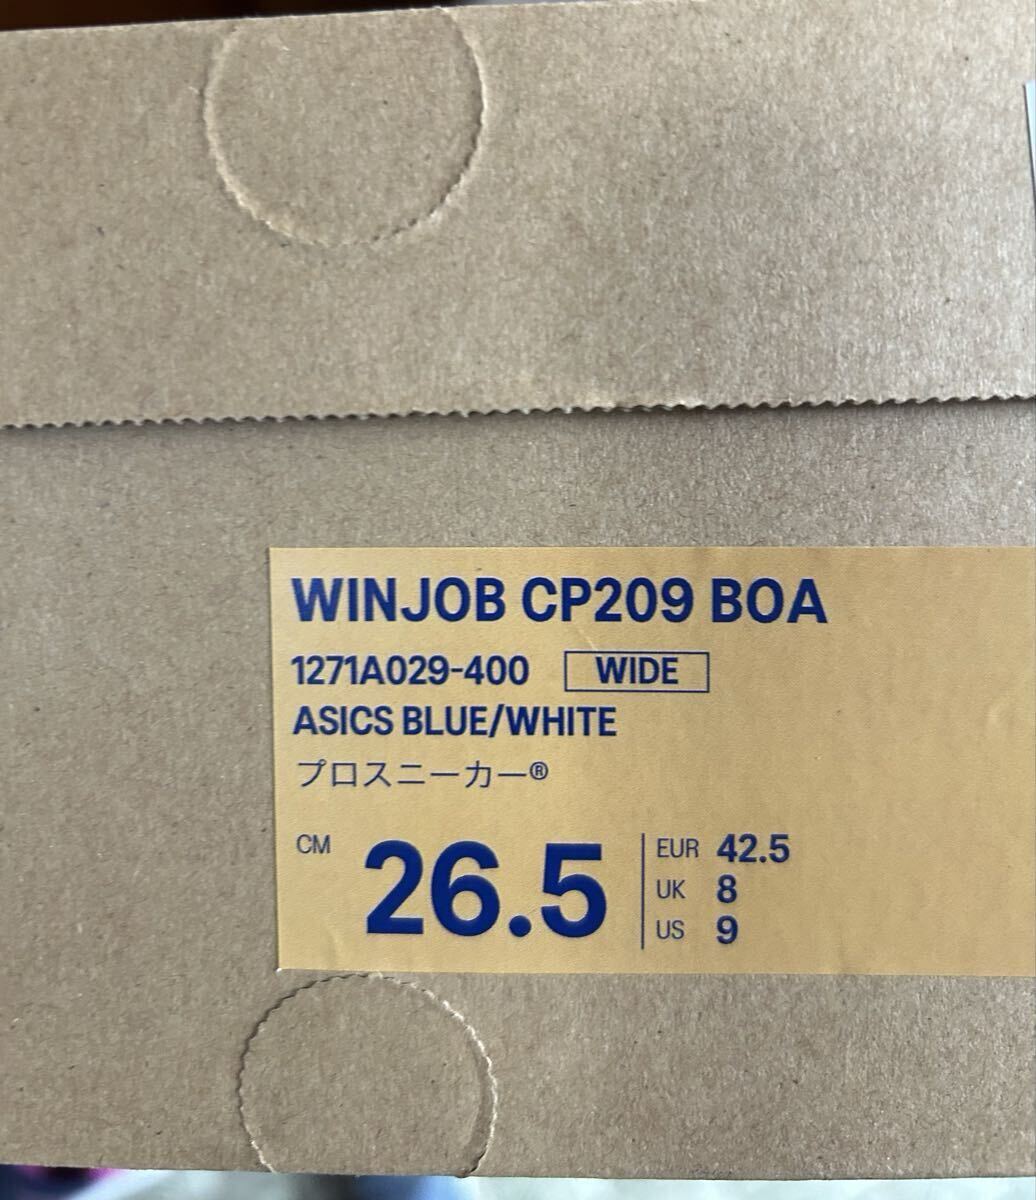 WINJOB CP209 BOA
1271A029-400 WIDE
ASICS BLUE/WHITE
プロスニーカー®
CM 26.5
EUR 42.5
UK 8
US 9